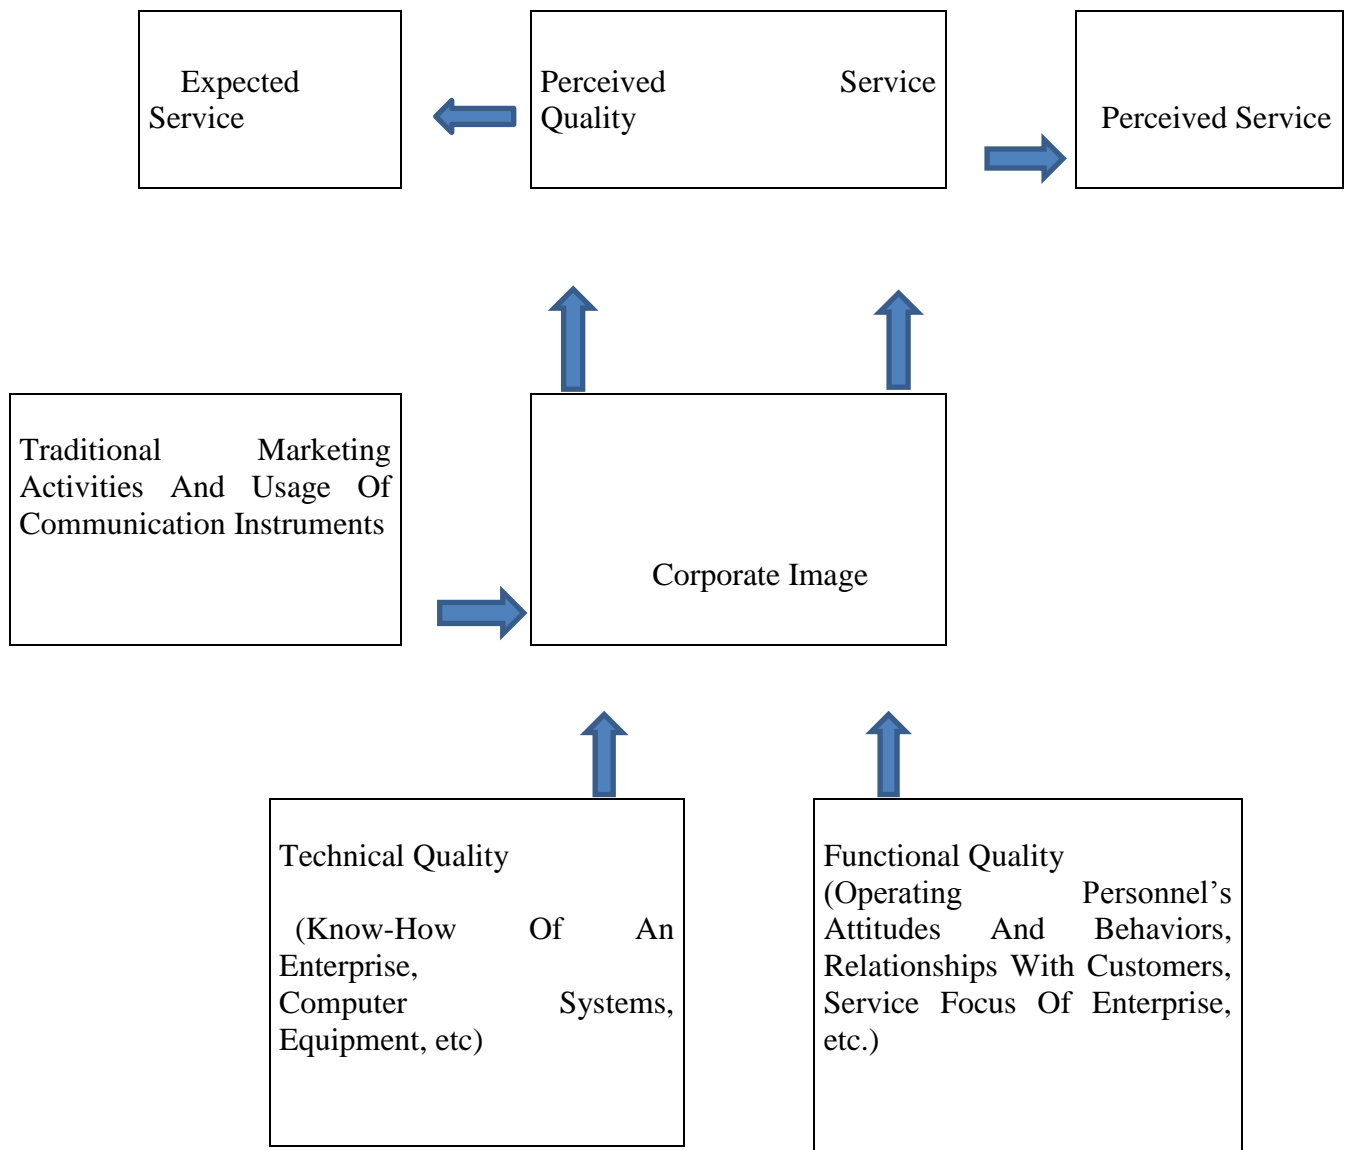 Expected
Service
Perceived Service
Quality
Perceived Service
Traditional Marketing
Activities And Usage Of
Communication Instruments
Corporate Image
Technical Quality
(Know-How Of An
Enterprise,
Computer Systems,
Equipment, etc)
Functional Quality
(Operating Personnel’s
Attitudes And Behaviors,
Relationships With Customers,
Service Focus Of Enterprise,
etc.)